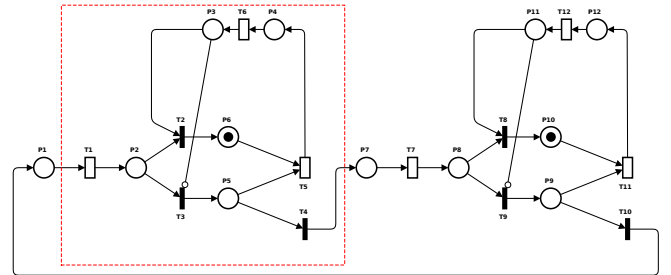 P3 T6 P4 P11 T12 P12
T2 P6 T8 P10
P1 T1 P2 P7 T7 P8
P5 T5 P9 T11
T3 T4 T9 T10